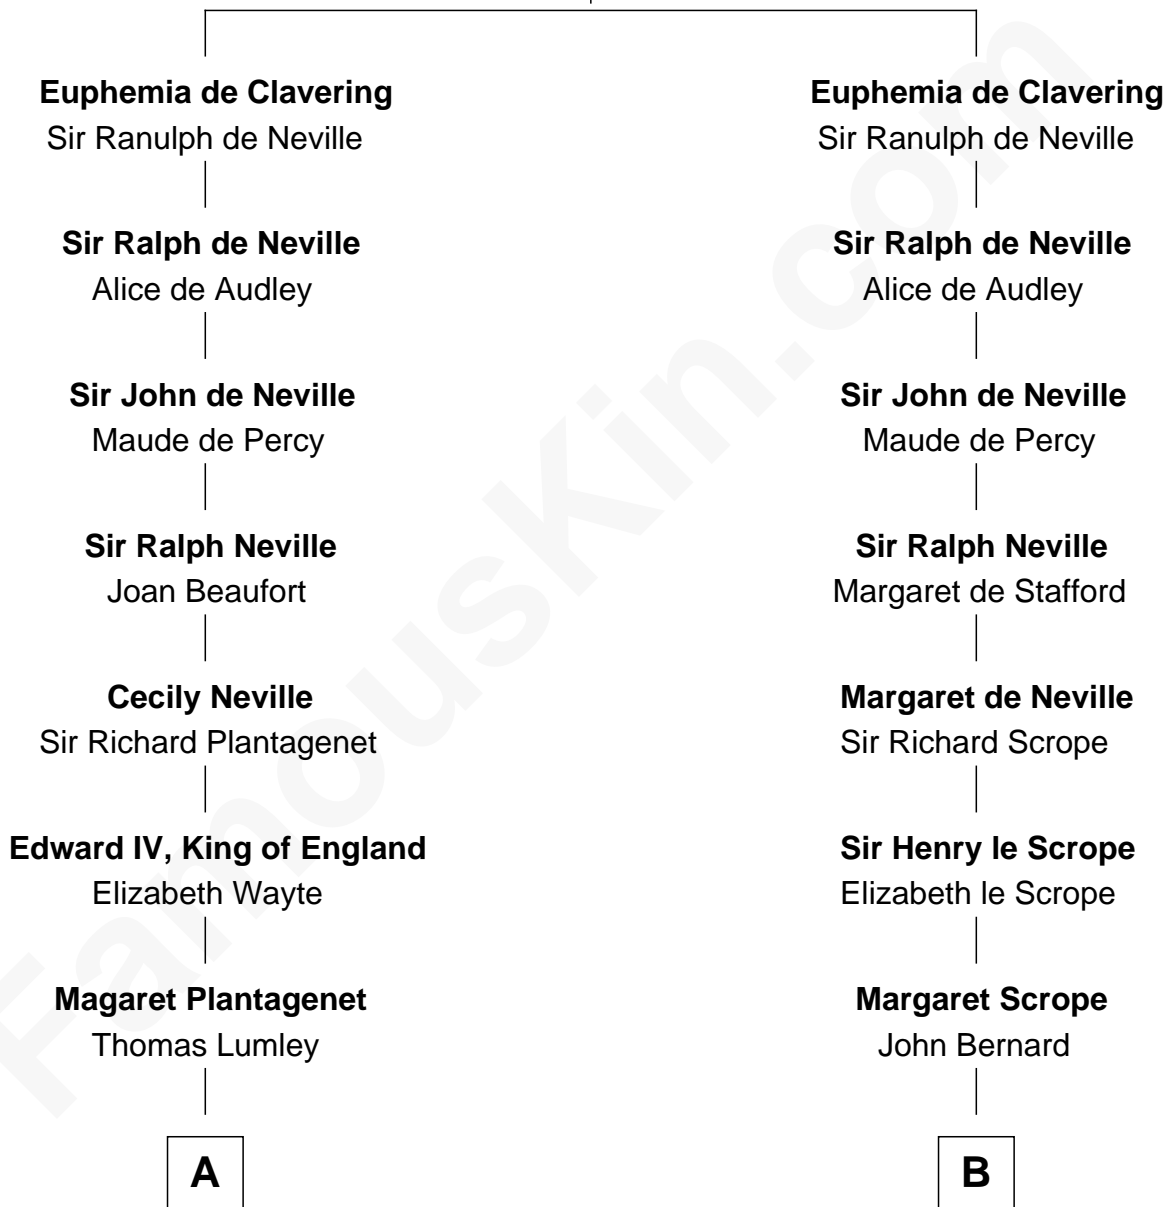 Euphemia de Clavering
Sir Ranulph de Neville
Sir Ralph de Neville
Alice de Audley
Sir John de Neville
Maude de Percy
Sir Ralph Neville
Joan Beaufort
Cecily Neville
Sir Richard Plantagenet
Edward IV, King of England
Elizabeth Wayte
Magaret Plantagenet
Thomas Lumley
A
Euphemia de Clavering
Sir Ranulph de Neville
Sir Ralph de Neville
Alice de Audley
Sir John de Neville
Maude de Percy
Sir Ralph Neville
Margaret de Stafford
Margaret de Neville
Sir Richard Scrope
Sir Henry le Scrope
Elizabeth le Scrope
Margaret Scrope
John Bernard
B
FamousKin.com